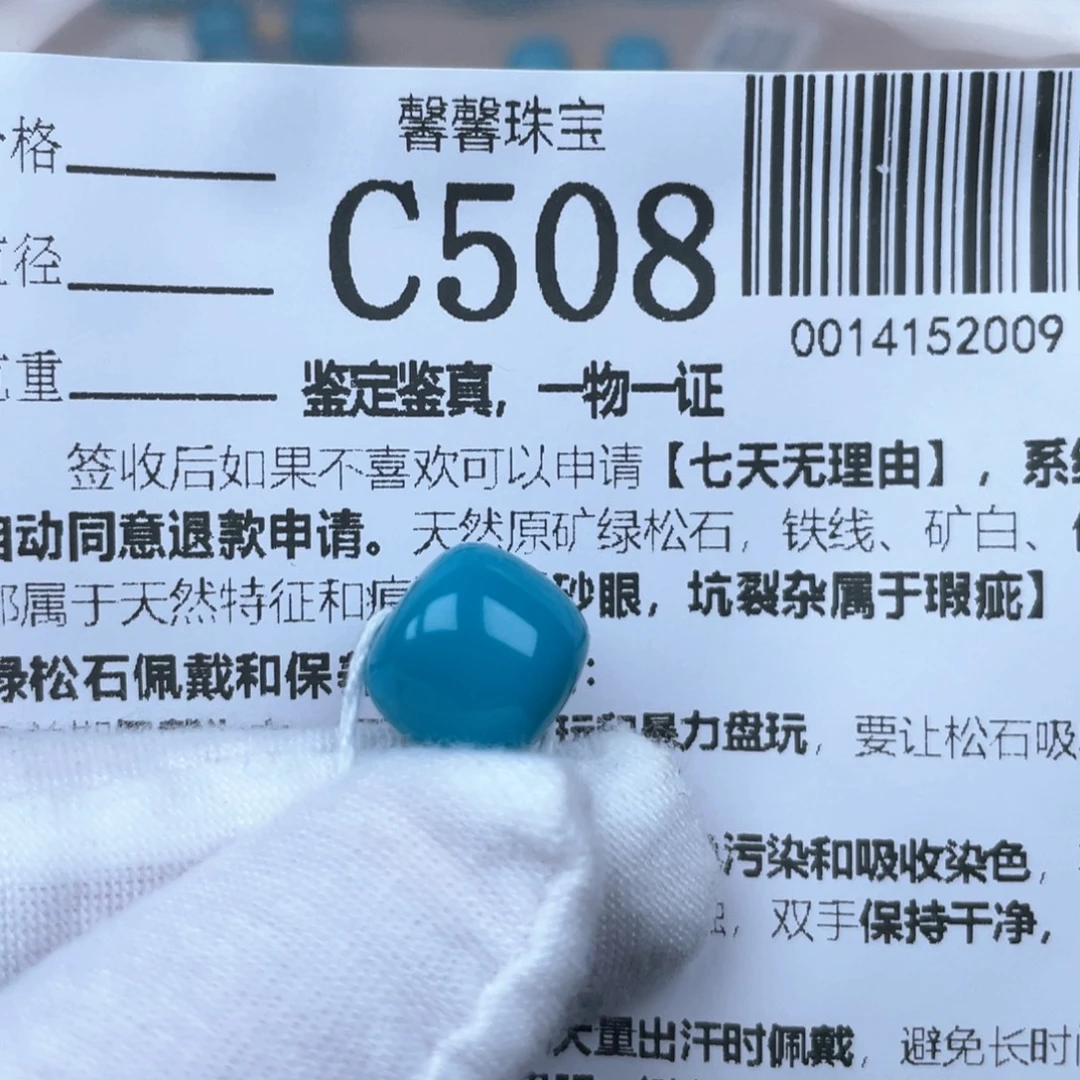 馨馨珠宝
格
C508
径
0014152009
重
鉴定鉴真，一物一证
签收后如果不喜欢可以申请【七天无理由】，系
自动同意退款申请。天然原矿绿松石，铁线、矿白、
都属于天然特征和 砂眼，坑裂杂属于瑕疵】
绿松石佩戴和保 ：
暴力盘玩，要让松石吸
污染和吸收染色，
，双手保持干净，
大量出汗时佩戴，避免长时